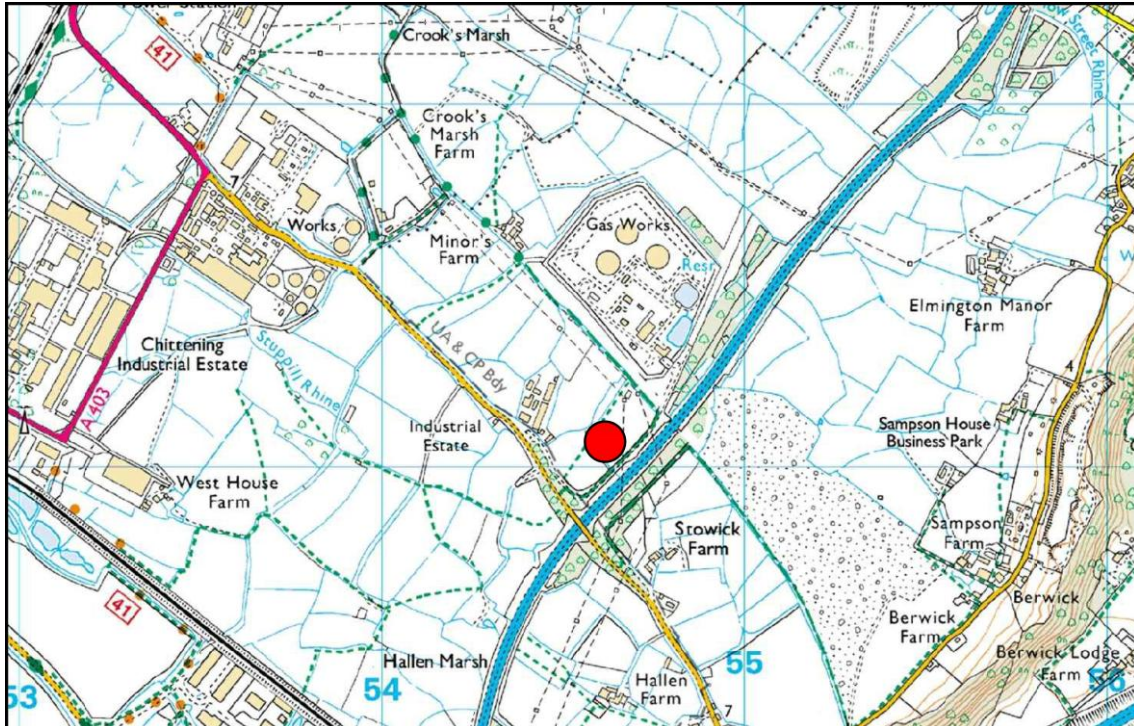 Power Station
41
Crook's Marsh
Crook's
Marsh
Farm
7
Works
Minor's
Farm
Gas Works
Resr
Street
Rhine
7
Elmington Manor
Farm
4
Chittening
Industrial Estate
Stuppill Rhine
UA & CP Bdy
A 403
Industrial
Estate
Sampson House
Business Park
West House
Farm
Stowick
Farm
Sampson
Farm
41
Berwick
Berwick
Farm
Berwick Lodge
Farm
Hallen Marsh
Hallen
Farm
10
7
53
54
55
56